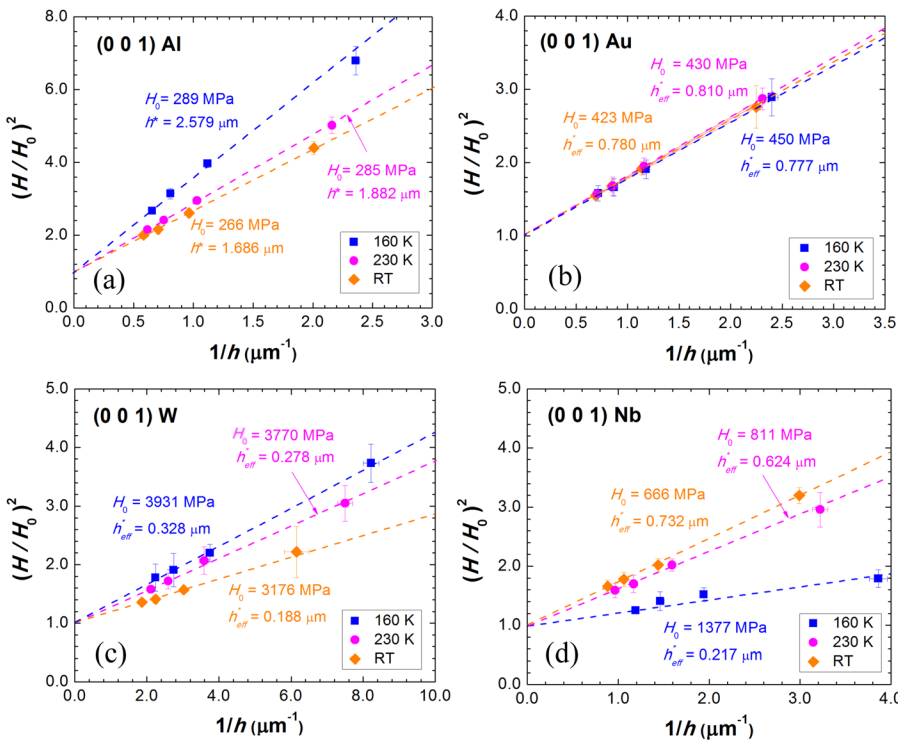 (0 0 1) Al
H₀= 289 MPa
h* = 2.579 μm
H₀= 285 MPa
h* = 1.882 μm
H₀= 266 MPa
h* = 1.686 μm
160 K
230 K
RT
(a)
8.0
6.0
4.0
2.0
0.0
0.0 0.5 1.0 1.5 2.0 2.5 3.0
(H / H₀)²
1/h (μm⁻¹)
(0 0 1) Au
H₀ = 430 MPa
h*eff = 0.810 μm
H₀ = 423 MPa
h*eff = 0.780 μm
H₀ = 450 MPa
h*eff = 0.777 μm
160 K
230 K
RT
(b)
4
3
2
1
0
0.0 0.5 1.0 1.5 2.0 2.5 3.0 3.5
(H / H₀)²
1/h (μm⁻¹)
(0 0 1) W
H₀ = 3770 MPa
h*eff = 0.278 μm
H₀ = 3931 MPa
h*eff = 0.328 μm
H₀ = 3176 MPa
h*eff = 0.188 μm
160 K
230 K
RT
(c)
5.0
4.0
3.0
2.0
1.0
0.0
0.0 2.0 4.0 6.0 8.0 10.0
(H / H₀)²
1/h (μm⁻¹)
(0 0 1) Nb
H₀ = 811 MPa
h*eff = 0.624 μm
H₀ = 666 MPa
h*eff = 0.732 μm
H₀ = 1377 MPa
h*eff = 0.217 μm
160 K
230 K
RT
(d)
5.0
4.0
3.0
2.0
1.0
0.0
0.0 1.0 2.0 3.0 4.0
(H / H₀)²
1/h (μm⁻¹)